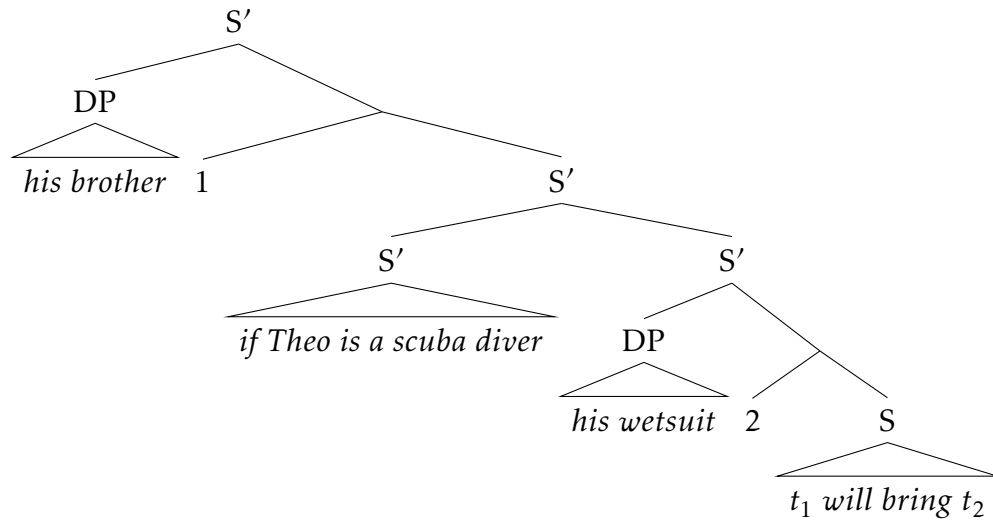 S′
DP
his brother 1
S′
S′ S′
if Theo is a scuba diver DP
his wetsuit 2 S
t₁ will bring t₂